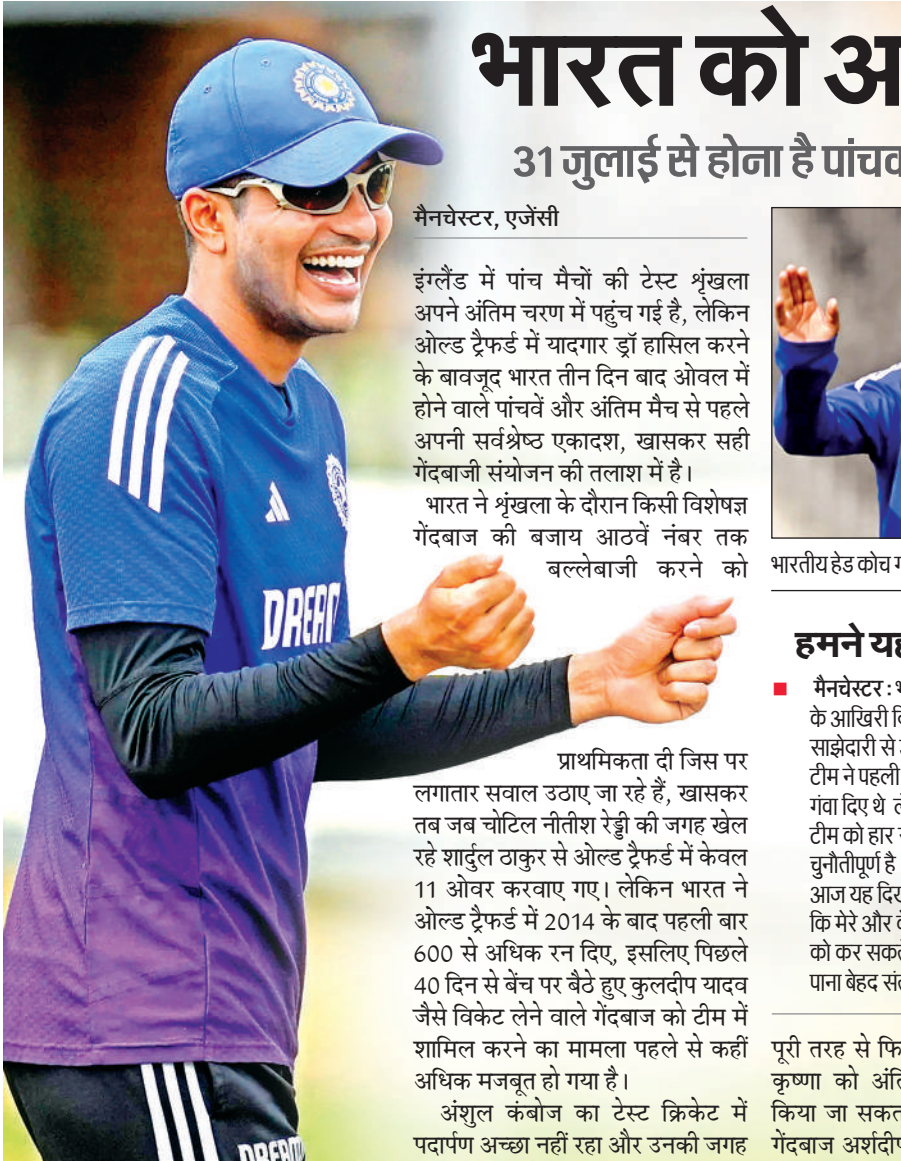 भारत को अ
31 जुलाई से होना है पांचव
मैनचेस्टर, एजेंसी
इंग्लैंड में पांच मैचों की टेस्ट शृंखला
अपने अंतिम चरण में पहुंच गई है, लेकिन
ओल्ड ट्रैफर्ड में यादगार ड्रॉ हासिल करने
के बावजूद भारत तीन दिन बाद ओवल में
होने वाले पांचवें और अंतिम मैच से पहले
अपनी सर्वश्रेष्ठ एकादश, खासकर सही
गेंदबाजी संयोजन की तलाश में है।
भारत ने शृंखला के दौरान किसी विशेषज्ञ
गेंदबाज की बजाय आठवें नंबर तक
बल्लेबाजी करने को
प्राथमिकता दी जिस पर
लगातार सवाल उठाए जा रहे हैं, खासकर
तब जब चोटिल नीतीश रेड्डी की जगह खेल
रहे शार्दुल ठाकुर से ओल्ड ट्रैफर्ड में केवल
11 ओवर करवाए गए। लेकिन भारत ने
ओल्ड ट्रैफर्ड में 2014 के बाद पहली बार
600 से अधिक रन दिए, इसलिए पिछले
40 दिन से बेंच पर बैठे हुए कुलदीप यादव
जैसे विकेट लेने वाले गेंदबाज को टीम में
शामिल करने का मामला पहले से कहीं
अधिक मजबूत हो गया है।
अंशुल कंबोज का टेस्ट क्रिकेट में
पदार्पण अच्छा नहीं रहा और उनकी जगह
भारतीय हेड कोच ग
हमने यह
मैनचेस्टर : 
के आखिरी
साझेदारी से
टीम ने पहली
गंवा दिए थे
टीम को हार
चुनौतीपूर्ण है
आज यह दिख
कि मेरे और
को कर सकते
पाना बेहद सं
पूरी तरह से फि
कृष्णा को अंति
किया जा सकत
गेंदबाज अर्शदीप
DREAM
DREAM